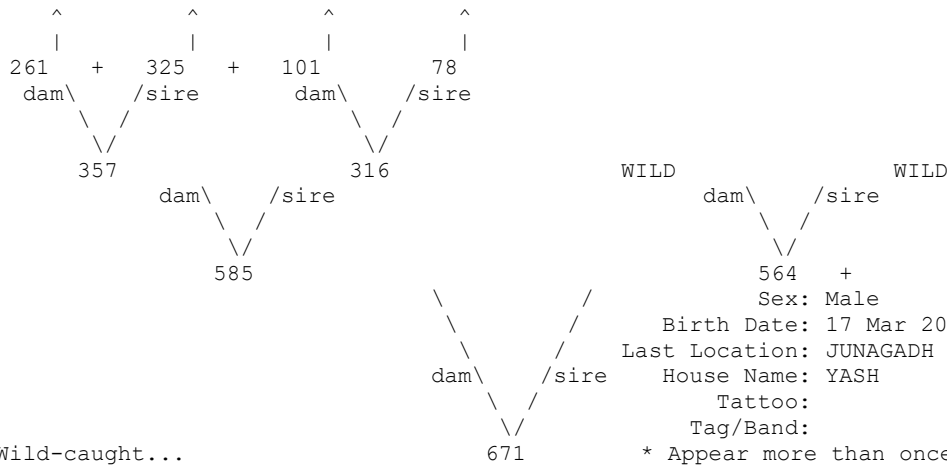 ^ ^ ^ ^
| | | |
261 + 325 + 101 78
dam\ /sire dam\ /sire
\ / \ /
\/ \/
357 316 WILD WILD
dam\ /sire dam\ /sire
\ / \ /
\/ \/
585 564 +
\ / Sex: Male
\ / Birth Date: 17 Mar 20
\ / Last Location: JUNAGADH
dam\ /sire House Name: YASH
\ / Tattoo:
\/ Tag/Band:
Wild-caught... 671 * Appear more than once